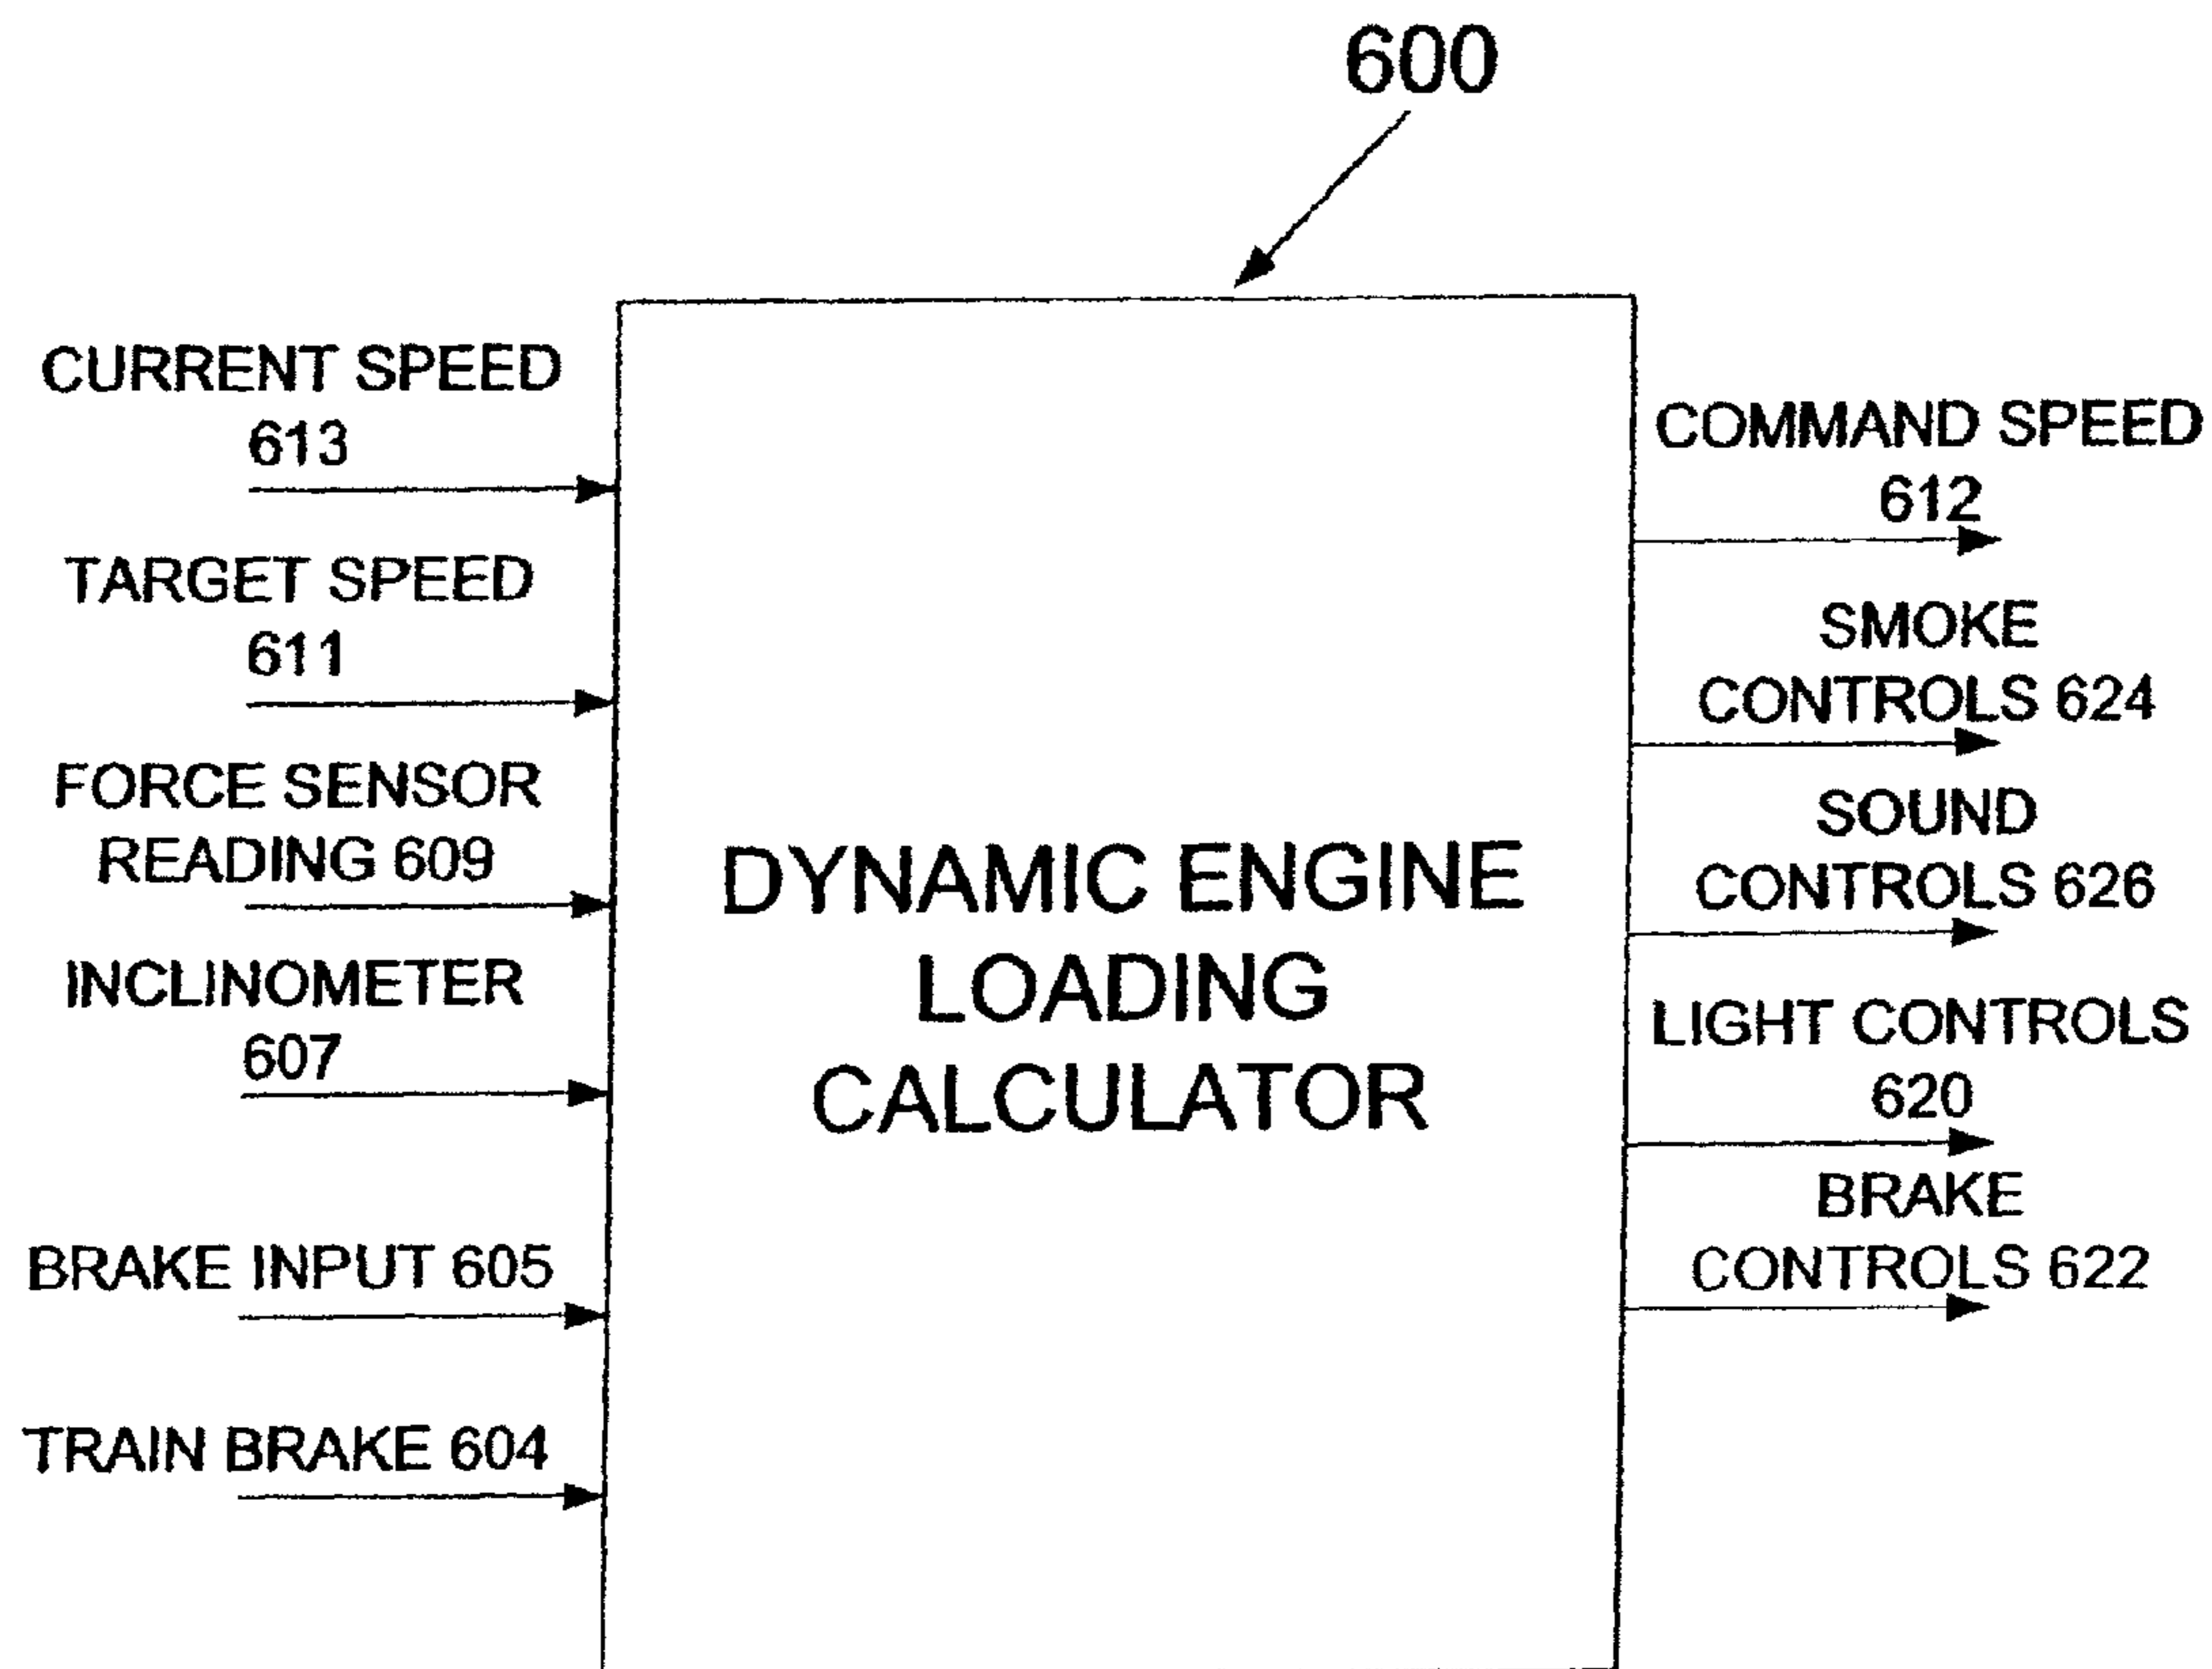 600
CURRENT SPEED
613
TARGET SPEED
611
FORCE SENSOR
READING 609
INCLINOMETER
607
BRAKE INPUT 605
TRAIN BRAKE 604
DYNAMIC ENGINE
LOADING
CALCULATOR
COMMAND SPEED
612
SMOKE
CONTROLS 624
SOUND
CONTROLS 626
LIGHT CONTROLS
620
BRAKE
CONTROLS 622